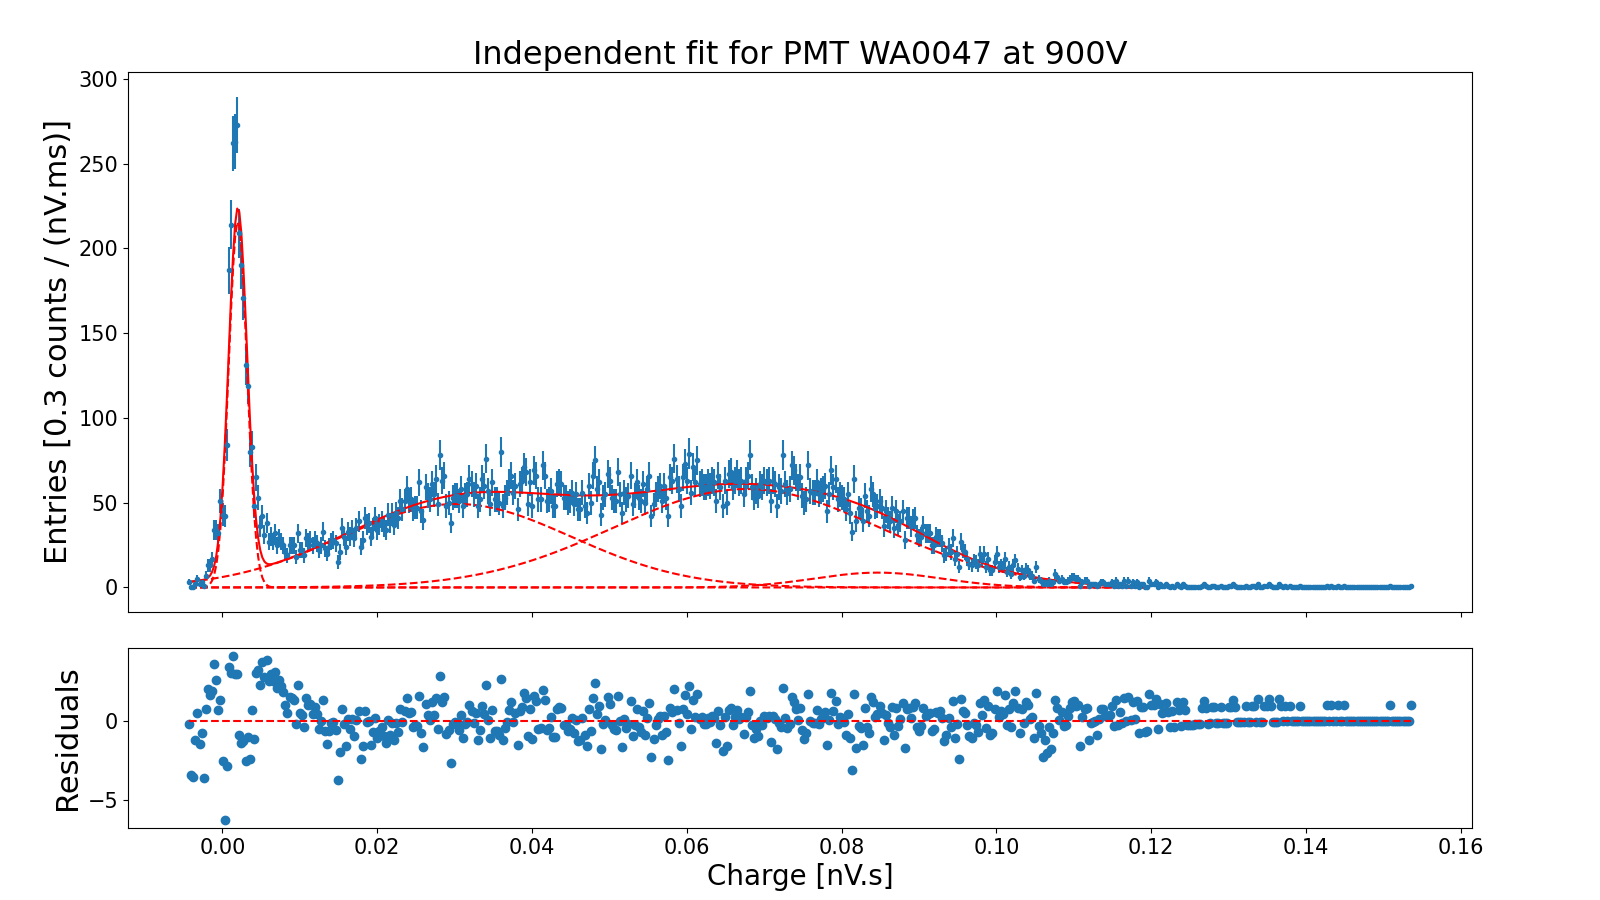 Independent fit for PMT WA0047 at 900V
Entries [0.3 counts / (nV.ms)]
300
250
200
150
100
50
0
Residuals
0
−5
0.00 0.02 0.04 0.06 0.08 0.10 0.12 0.14 0.16
Charge [nV.s]